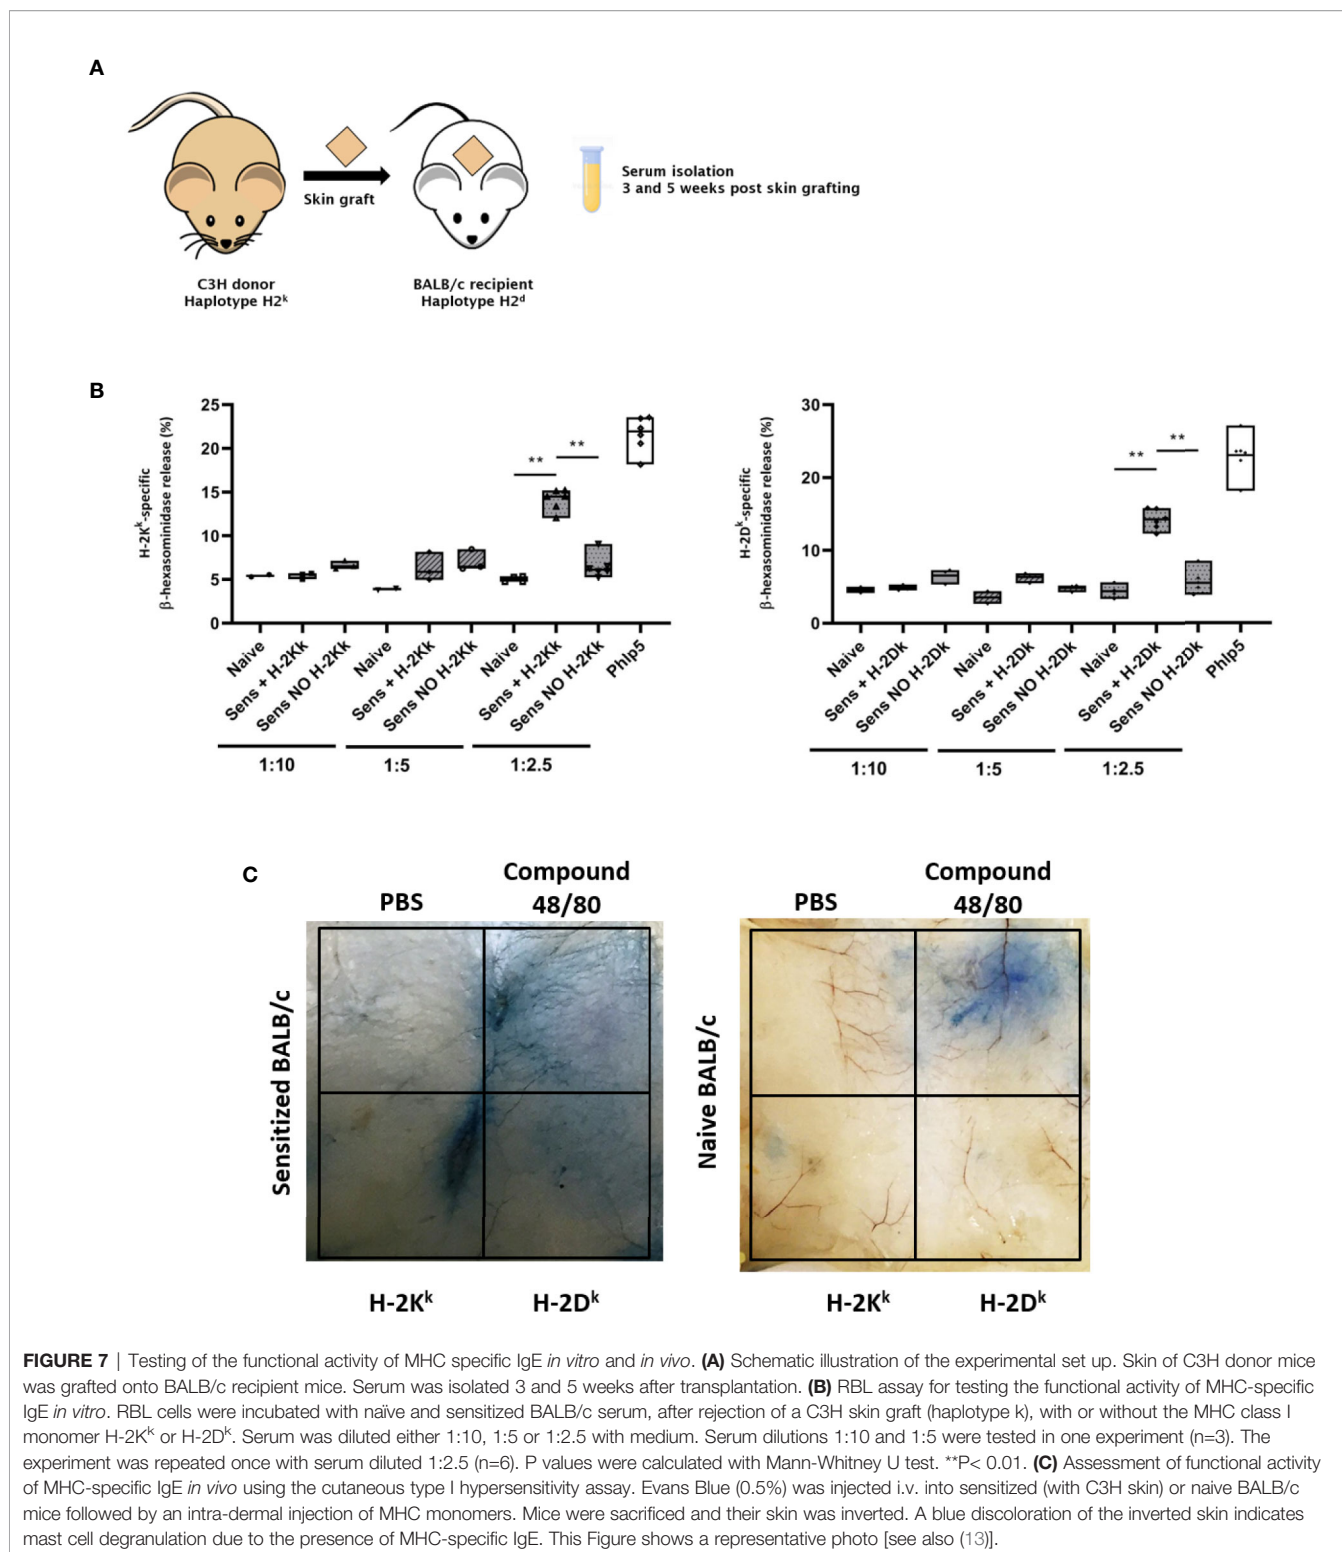 A
Skin graft
Serum isolation
3 and 5 weeks post skin grafting
C3H donor
Haplotype H2ᵏ
BALB/c recipient
Haplotype H2ᵈ
B
H-2Kᵏ-specific
β-hexasominidase release (%)
25
20
15
10
5
0
**
**
Naive
Sens + H-2Kk
Sens NO H-2Kk
Naive
Sens + H-2Kk
Sens NO H-2Kk
Naive
Sens + H-2Kk
Sens NO H-2Kk
Phlp5
1:10
1:5
1:2.5
H-2Dᵏ-specific
β-hexasominidase release (%)
30
20
10
0
**
**
Naive
Sens + H-2Dk
Sens NO H-2Dk
Naive
Sens + H-2Dk
Sens NO H-2Dk
Naive
Sens + H-2Dk
Sens NO H-2Dk
Phlp5
1:10
1:5
1:2.5
C
PBS
Compound
48/80
Sensitized BALB/c
H-2Kᵏ
H-2Dᵏ
PBS
Compound
48/80
Naive BALB/c
H-2Kᵏ
H-2Dᵏ
FIGURE 7 | Testing of the functional activity of MHC specific IgE in vitro and in vivo. (A) Schematic illustration of the experimental set up. Skin of C3H donor mice
was grafted onto BALB/c recipient mice. Serum was isolated 3 and 5 weeks after transplantation. (B) RBL assay for testing the functional activity of MHC-specific
IgE in vitro. RBL cells were incubated with naïve and sensitized BALB/c serum, after rejection of a C3H skin graft (haplotype k), with or without the MHC class I
monomer H-2Kᵏ or H-2Dᵏ. Serum was diluted either 1:10, 1:5 or 1:2.5 with medium. Serum dilutions 1:10 and 1:5 were tested in one experiment (n=3). The
experiment was repeated once with serum diluted 1:2.5 (n=6). P values were calculated with Mann-Whitney U test. **P< 0.01. (C) Assessment of functional activity
of MHC-specific IgE in vivo using the cutaneous type I hypersensitivity assay. Evans Blue (0.5%) was injected i.v. into sensitized (with C3H skin) or naive BALB/c
mice followed by an intra-dermal injection of MHC monomers. Mice were sacrificed and their skin was inverted. A blue discoloration of the inverted skin indicates
mast cell degranulation due to the presence of MHC-specific IgE. This Figure shows a representative photo [see also (13)].